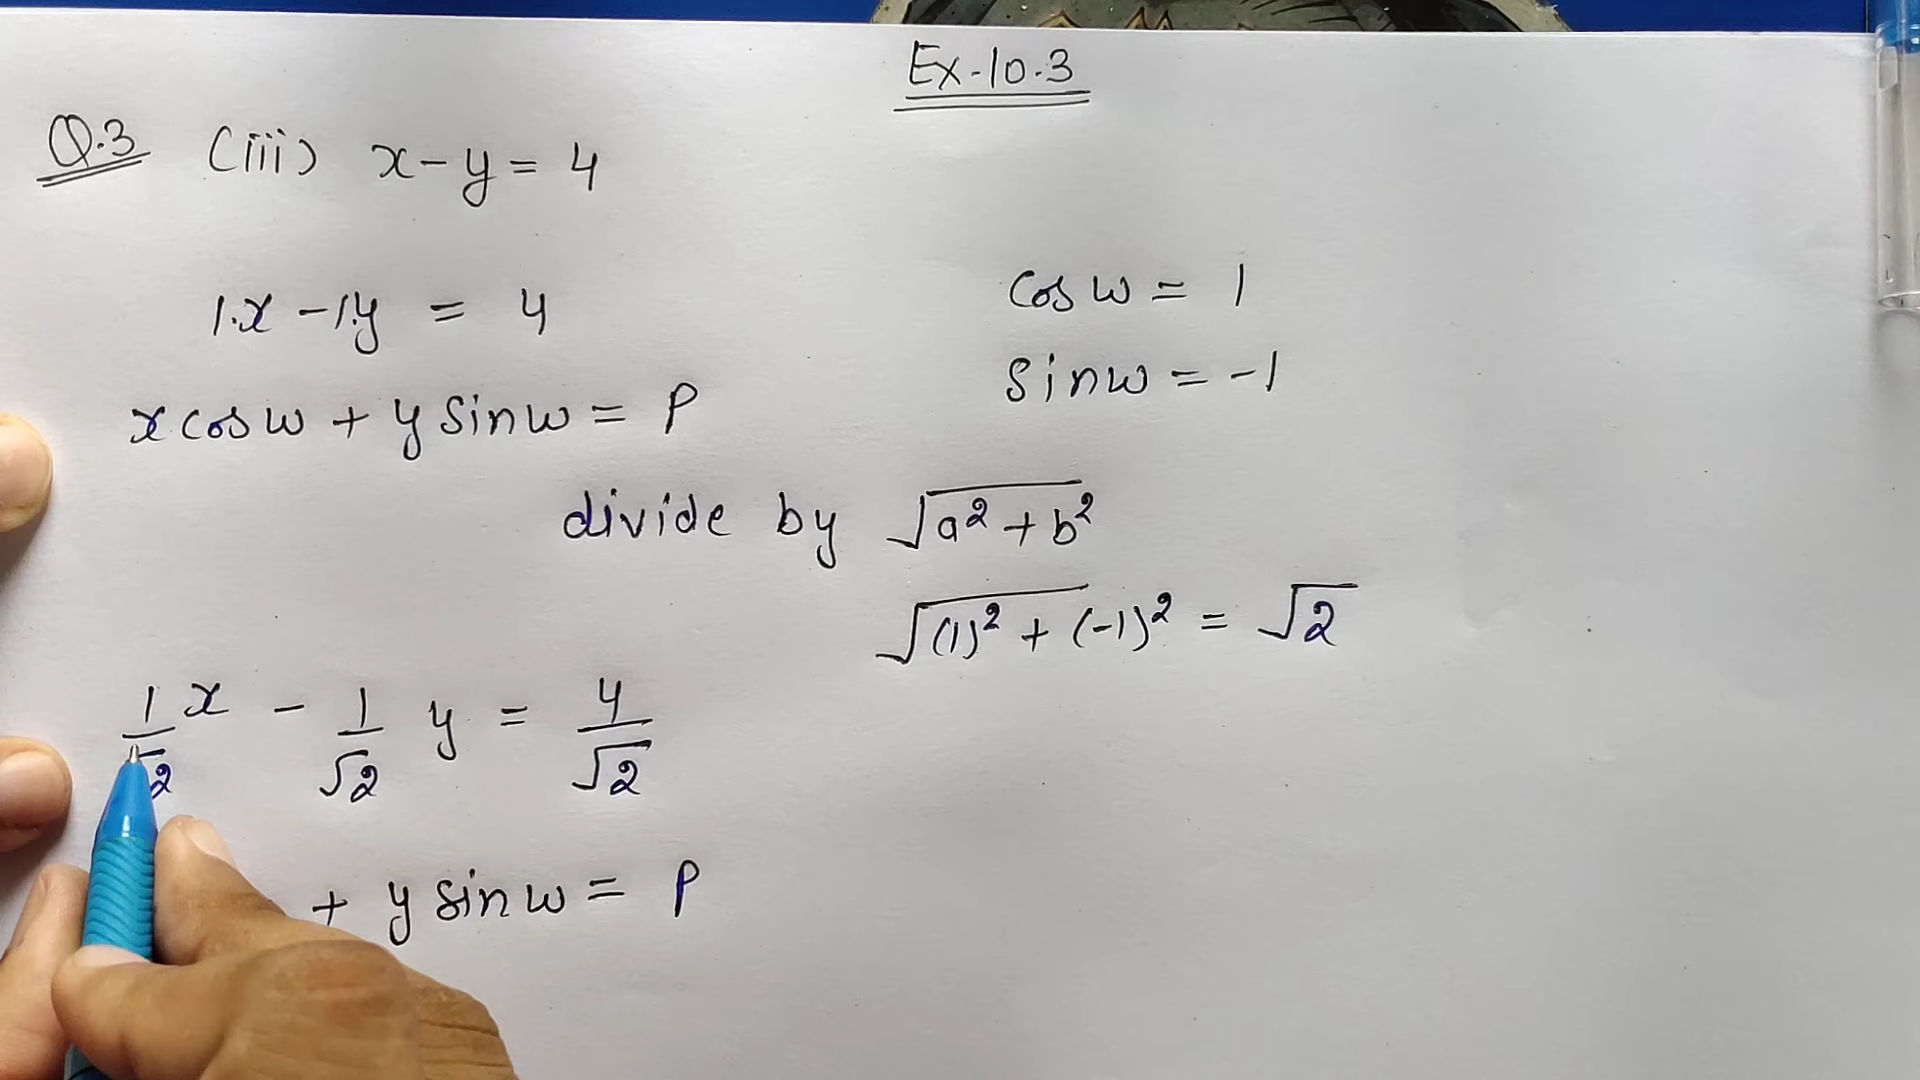 Ex-10.3
Q.3 (iii) x - y = 4
1.x - 1.y = 4
cos w = 1
sin w = -1
x cos w + y sin w = P
divide by √a² + b²
√(1)² + (-1)² = √2
1/√2 x - 1/√2 y = 4/√2
+ y sin w = P